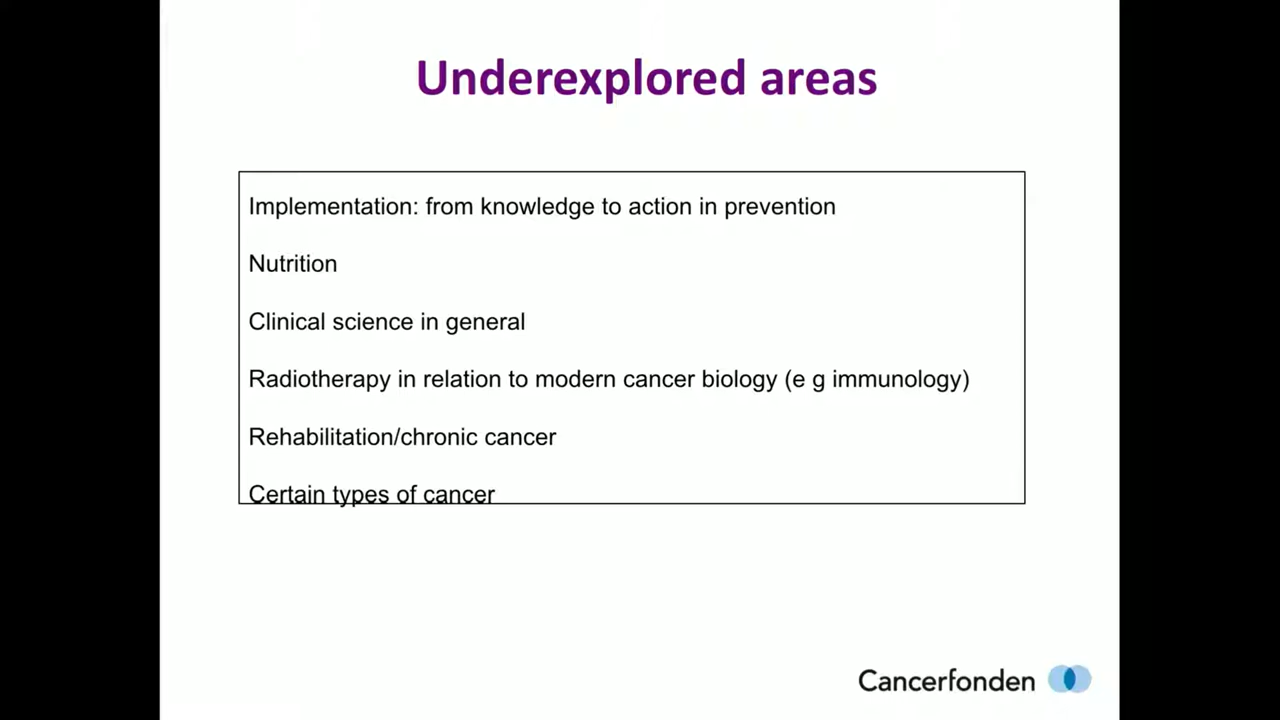 Underexplored areas
Implementation: from knowledge to action in prevention
Nutrition
Clinical science in general
Radiotherapy in relation to modern cancer biology (e g immunology)
Rehabilitation/chronic cancer
Certain types of cancer
Cancerfonden